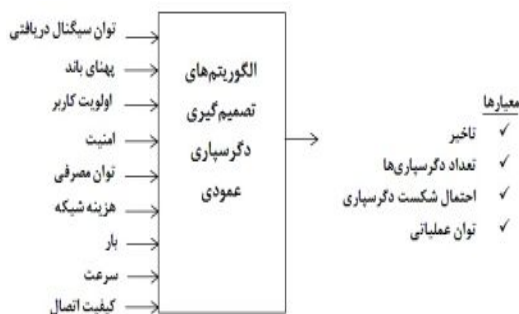 توان سیگنال دریافتی
پهنای باند
اولویت کاربر
امنیت
توان مصرفی
هزینه شبکه
بار
سرعت
کیفیت اتصال
الگوریتم‌های
تصمیم‌گیری
دگرسپاری
عمودی
معیارها
✓ تاخیر
✓ تعداد دگرسپاری‌ها
✓ احتمال شکست دگرسپاری
✓ توان عملیاتی